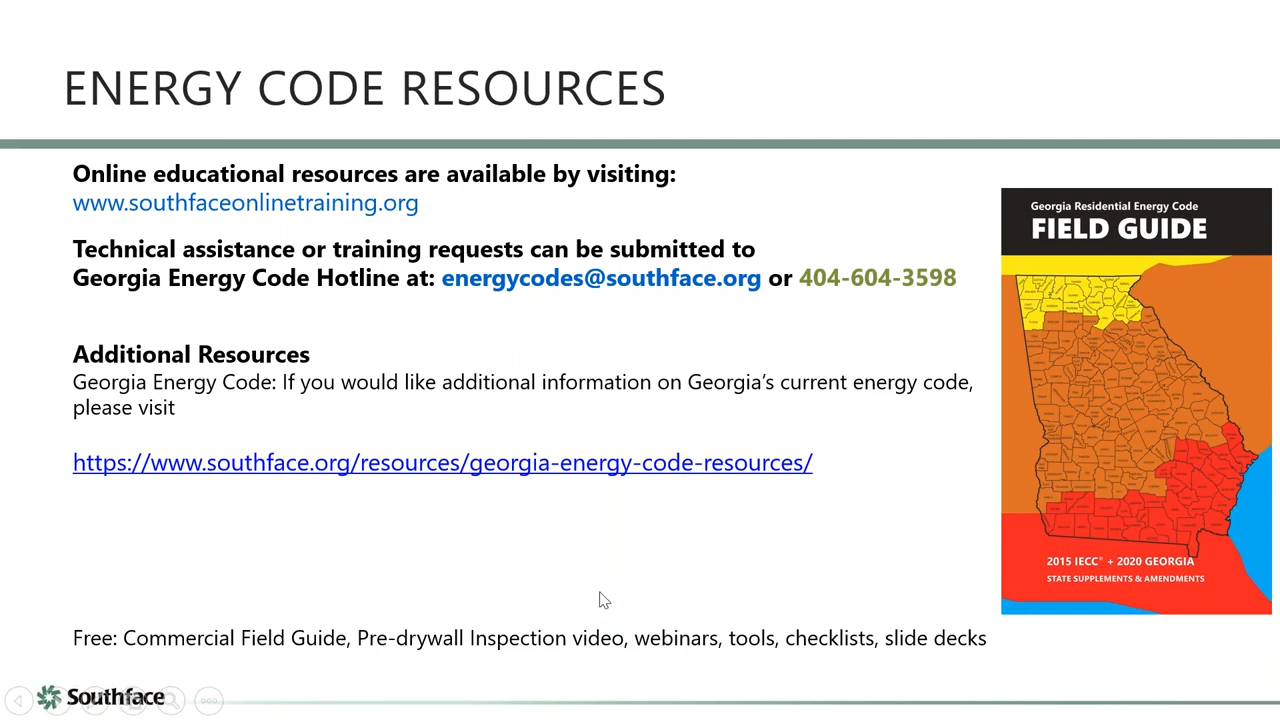 ENERGY CODE RESOURCES
Online educational resources are available by visiting:
www.southfaceonlinetraining.org
Technical assistance or training requests can be submitted to
Georgia Energy Code Hotline at: energycodes@southface.org or 404-604-3598
Additional Resources
Georgia Energy Code: If you would like additional information on Georgia's current energy code,
please visit
https://www.southface.org/resources/georgia-energy-code-resources/
Free: Commercial Field Guide, Pre-drywall Inspection video, webinars, tools, checklists, slide decks
Georgia Residential Energy Code
FIELD GUIDE
2015 IECC® + 2020 GEORGIA
STATE SUPPLEMENTS & AMENDMENTS
Southface